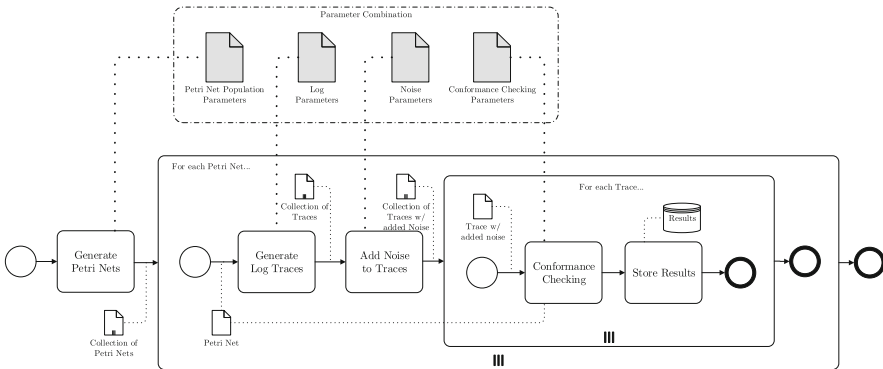 Parameter Combination
Petri Net Population
Parameters
Log
Parameters
Noise
Parameters
Conformance Checking
Parameters
For each Petri Net...
For each Trace...
Collection of
Traces
Collection of
Traces w/
added Noise
Trace w/
added noise
Results
Generate
Petri Nets
Generate
Log Traces
Add Noise
to Traces
Conformance
Checking
Store Results
Collection of
Petri Nets
Petri Net